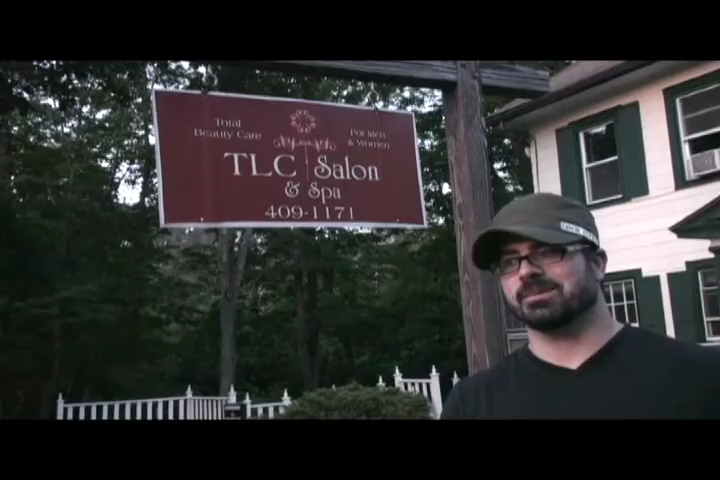 Total
Beauty Care
For Men
& Women
TLC Salon
& Spa
409-1171